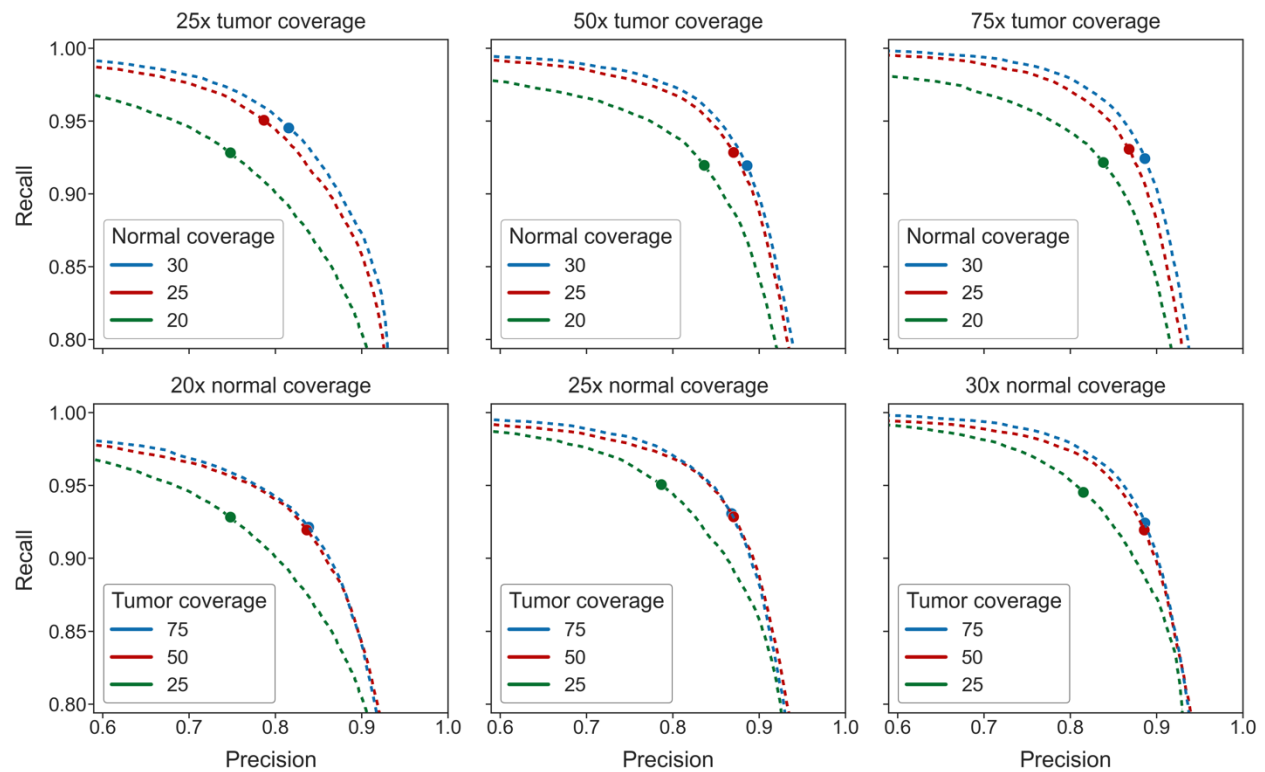 25x tumor coverage
50x tumor coverage
75x tumor coverage
1.00
0.95
0.90
0.85
0.80
Recall
Normal coverage
30
25
20
Normal coverage
30
25
20
Normal coverage
30
25
20
20x normal coverage
25x normal coverage
30x normal coverage
1.00
0.95
0.90
0.85
0.80
Recall
Tumor coverage
75
50
25
Tumor coverage
75
50
25
Tumor coverage
75
50
25
0.6 0.7 0.8 0.9 1.0
0.6 0.7 0.8 0.9 1.0
0.6 0.7 0.8 0.9 1.0
Precision
Precision
Precision